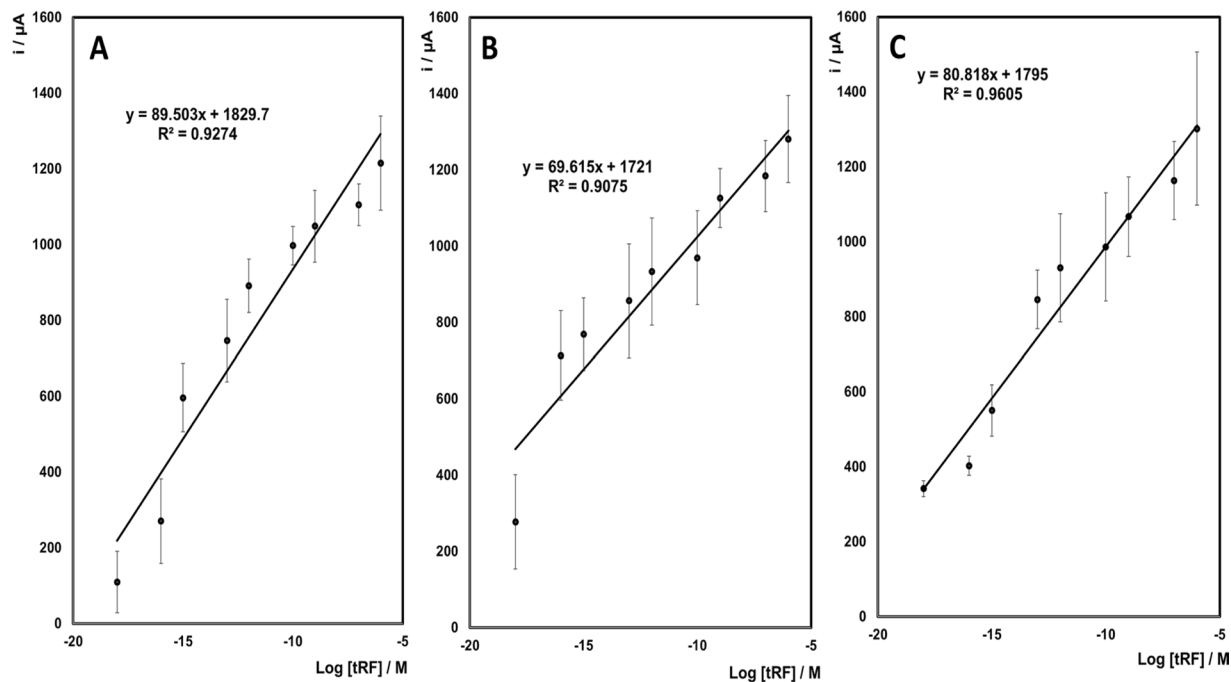 A
i / µA
1600
1400
1200
1000
800
600
400
200
0
y = 89.503x + 1829.7
R² = 0.9274
-20
-15
-10
-5
Log [tRF] / M
B
i / µA
1600
1400
1200
1000
800
600
400
200
0
y = 69.615x + 1721
R² = 0.9075
-20
-15
-10
-5
Log [tRF] / M
C
i / µA
1600
1400
1200
1000
800
600
400
200
0
y = 80.818x + 1795
R² = 0.9605
-20
-15
-10
-5
Log [tRF] / M